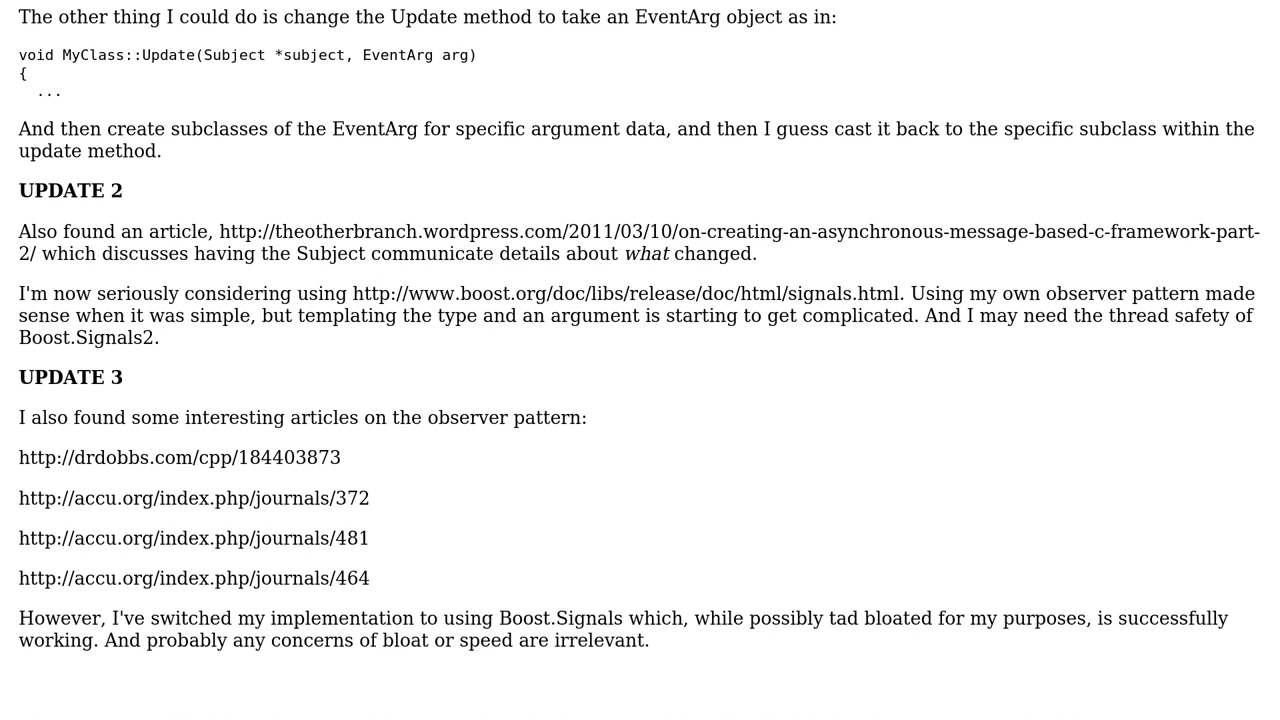 The other thing I could do is change the Update method to take an EventArg object as in:
void MyClass::Update(Subject *subject, EventArg arg)
{
  ...
And then create subclasses of the EventArg for specific argument data, and then I guess cast it back to the specific subclass within the
update method.
UPDATE 2
Also found an article, http://theotherbranch.wordpress.com/2011/03/10/on-creating-an-asynchronous-message-based-c-framework-part-
2/ which discusses having the Subject communicate details about what changed.
I'm now seriously considering using http://www.boost.org/doc/libs/release/doc/html/signals.html. Using my own observer pattern made
sense when it was simple, but templating the type and an argument is starting to get complicated. And I may need the thread safety of
Boost.Signals2.
UPDATE 3
I also found some interesting articles on the observer pattern:
http://drdobbs.com/cpp/184403873
http://accu.org/index.php/journals/372
http://accu.org/index.php/journals/481
http://accu.org/index.php/journals/464
However, I've switched my implementation to using Boost.Signals which, while possibly tad bloated for my purposes, is successfully
working. And probably any concerns of bloat or speed are irrelevant.